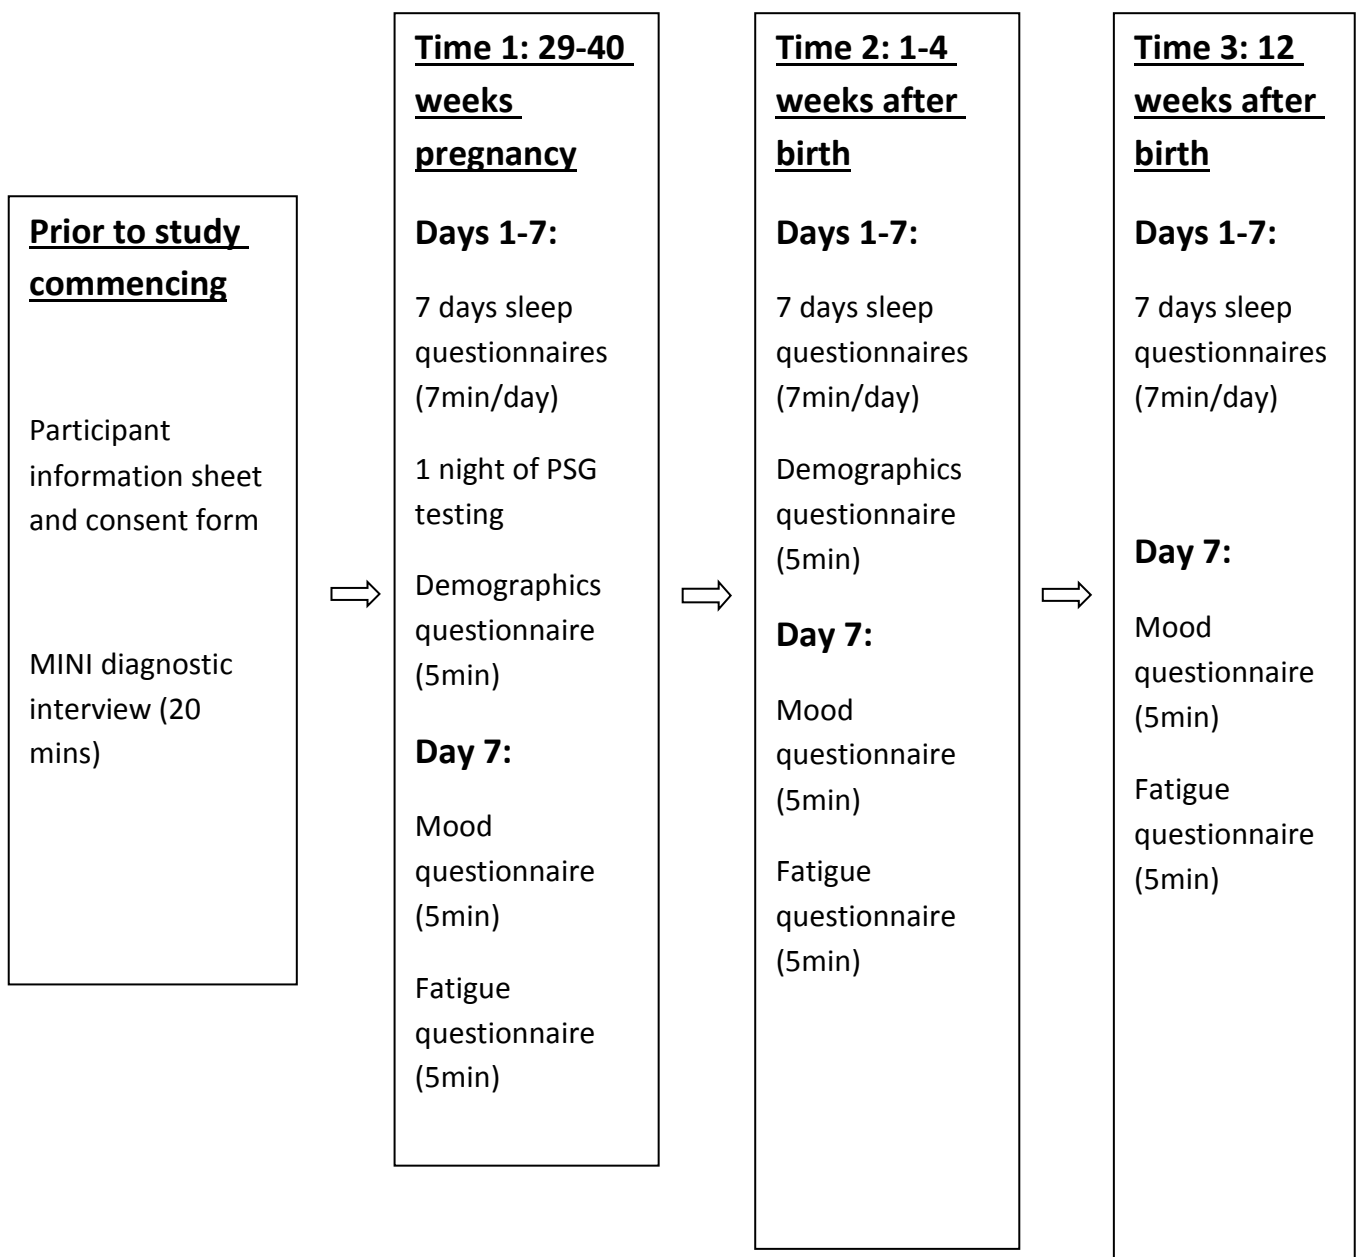 Prior to study
commencing
Participant
information sheet
and consent form
MINI diagnostic
interview (20
mins)
Time 1: 29-40
weeks
pregnancy
Days 1-7:
7 days sleep
questionnaires
(7min/day)
1 night of PSG
testing
Demographics
questionnaire
(5min)
Day 7:
Mood
questionnaire
(5min)
Fatigue
questionnaire
(5min)
Time 2: 1-4
weeks after
birth
Days 1-7:
7 days sleep
questionnaires
(7min/day)
Demographics
questionnaire
(5min)
Day 7:
Mood
questionnaire
(5min)
Fatigue
questionnaire
(5min)
Time 3: 12
weeks after
birth
Days 1-7:
7 days sleep
questionnaires
(7min/day)
Day 7:
Mood
questionnaire
(5min)
Fatigue
questionnaire
(5min)